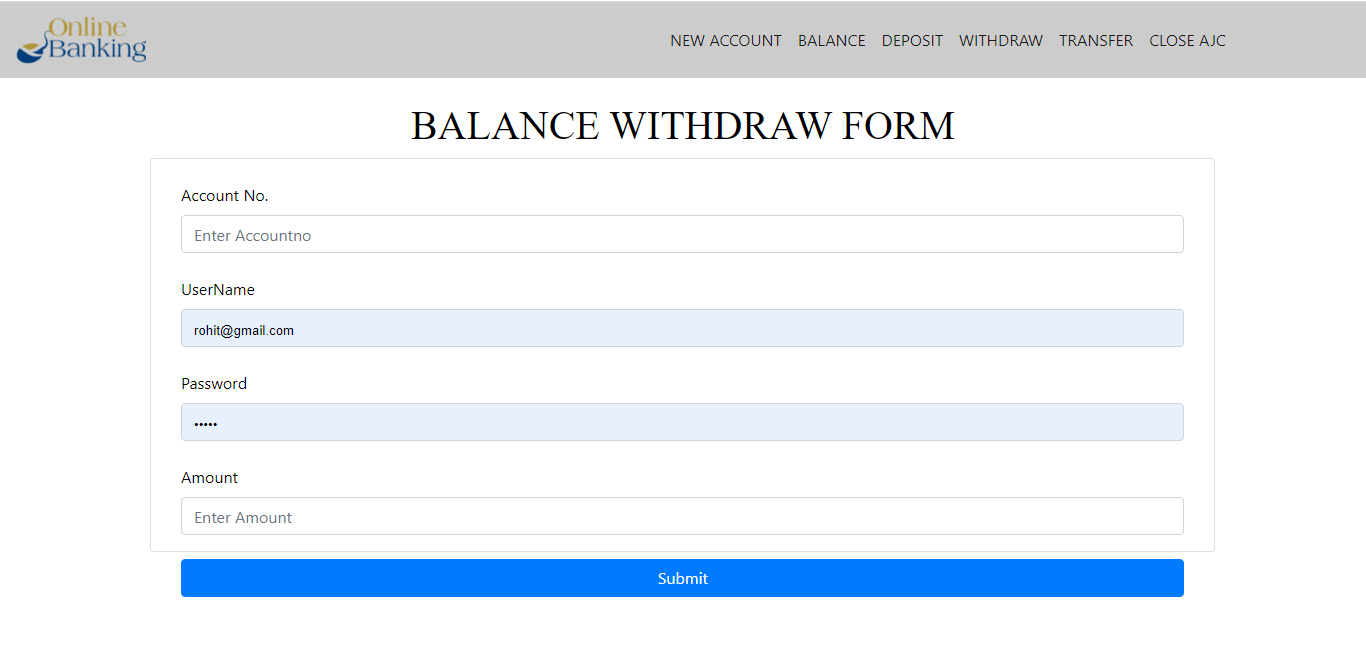 Online
Banking
NEW ACCOUNT BALANCE DEPOSIT WITHDRAW TRANSFER CLOSE AJC
BALANCE WITHDRAW FORM
Account No.
Enter Accountno
UserName
rohit@gmail.com
Password
•••••
Amount
Enter Amount
Submit